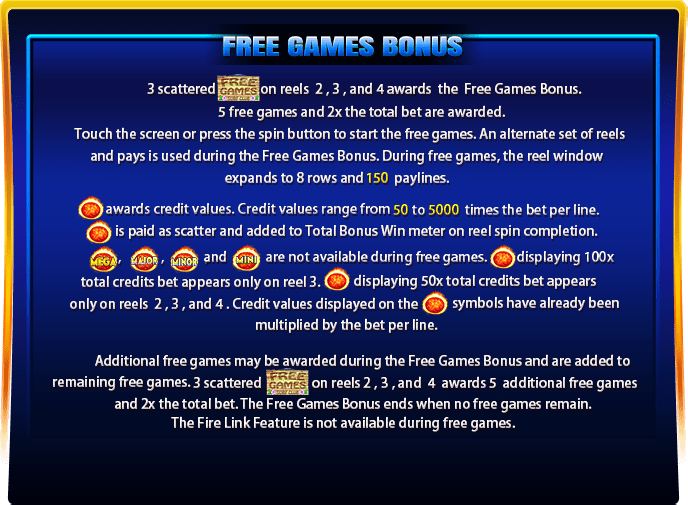 FREE GAMES BONUS
3 scattered FREE GAMES on reels 2 , 3 , and 4 awards the Free Games Bonus.
5 free games and 2x the total bet are awarded.
Touch the screen or press the spin button to start the free games. An alternate set of reels
and pays is used during the Free Games Bonus. During free games, the reel window
expands to 8 rows and 150 paylines.
awards credit values. Credit values range from 50 to 5000 times the bet per line.
is paid as scatter and added to Total Bonus Win meter on reel spin completion.
MEGA , MAJOR , MINOR and MINI are not available during free games. displaying 100x
total credits bet appears only on reel 3. displaying 50x total credits bet appears
only on reels 2 , 3 , and 4 . Credit values displayed on the symbols have already been
multiplied by the bet per line.
Additional free games may be awarded during the Free Games Bonus and are added to
remaining free games. 3 scattered FREE GAMES on reels 2 , 3 , and 4 awards 5 additional free games
and 2x the total bet. The Free Games Bonus ends when no free games remain.
The Fire Link Feature is not available during free games.